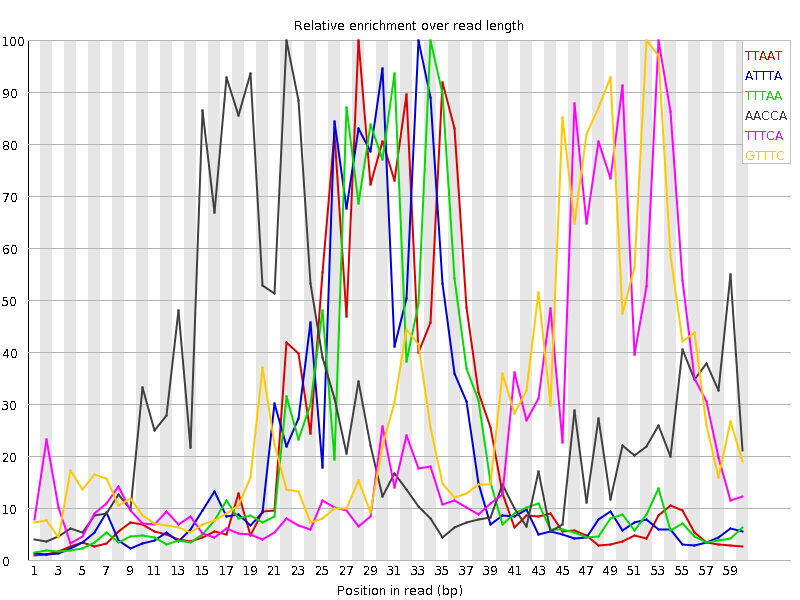 Relative enrichment over read length
100
90
80
70
60
50
40
30
20
10
0
TTAAT
ATTTA
TTTAA
AACCA
TTTCA
GTTTC
1 3 5 7 9 11 13 15 17 19 21 23 25 27 29 31 33 35 37 39 41 43 45 47 49 51 53 55 57 59
Position in read (bp)